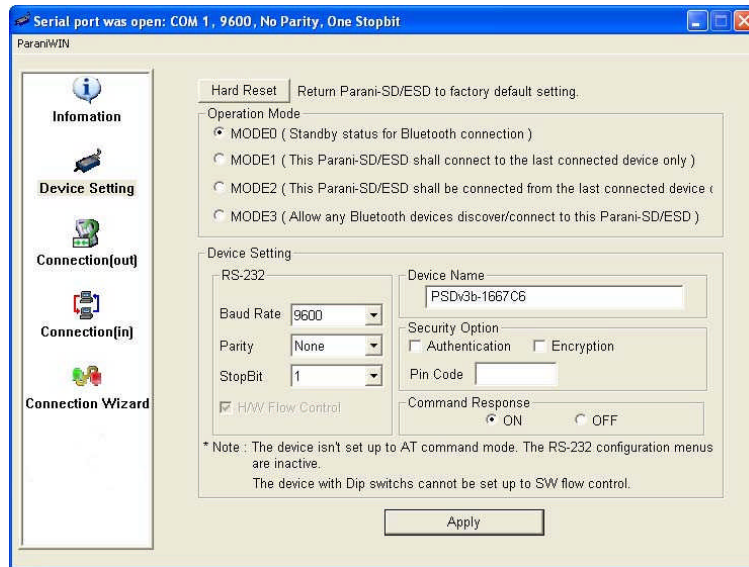 Serial port was open: COM 1, 9600, No Parity, One Stopbit
ParaniWIN
Infomation
Device Setting
Connection(out)
Connection(in)
Connection Wizard
Hard Reset Return Parani-SD/ESD to factory default setting.
Operation Mode
MODE0 ( Standby status for Bluetooth connection )
MODE1 (This Parani-SD/ESD shall connect to the last connected device only )
MODE2 (This Parani-SD/ESD shall be connected from the last connected device
MODE3 ( Allow any Bluetooth devices discover/connect to this Parani-SD/ESD )
Device Setting
RS-232
Baud Rate 9600
Parity None
StopBit 1
H/W Flow Control
Device Name
PSDv3b-1667C6
Security Option
Authentication Encryption
Pin Code
Command Response
ON OFF
* Note : The device isn't set up to AT command mode. The RS-232 configuration menus
are inactive.
The device with Dip switchs cannot be set up to SW flow control.
Apply